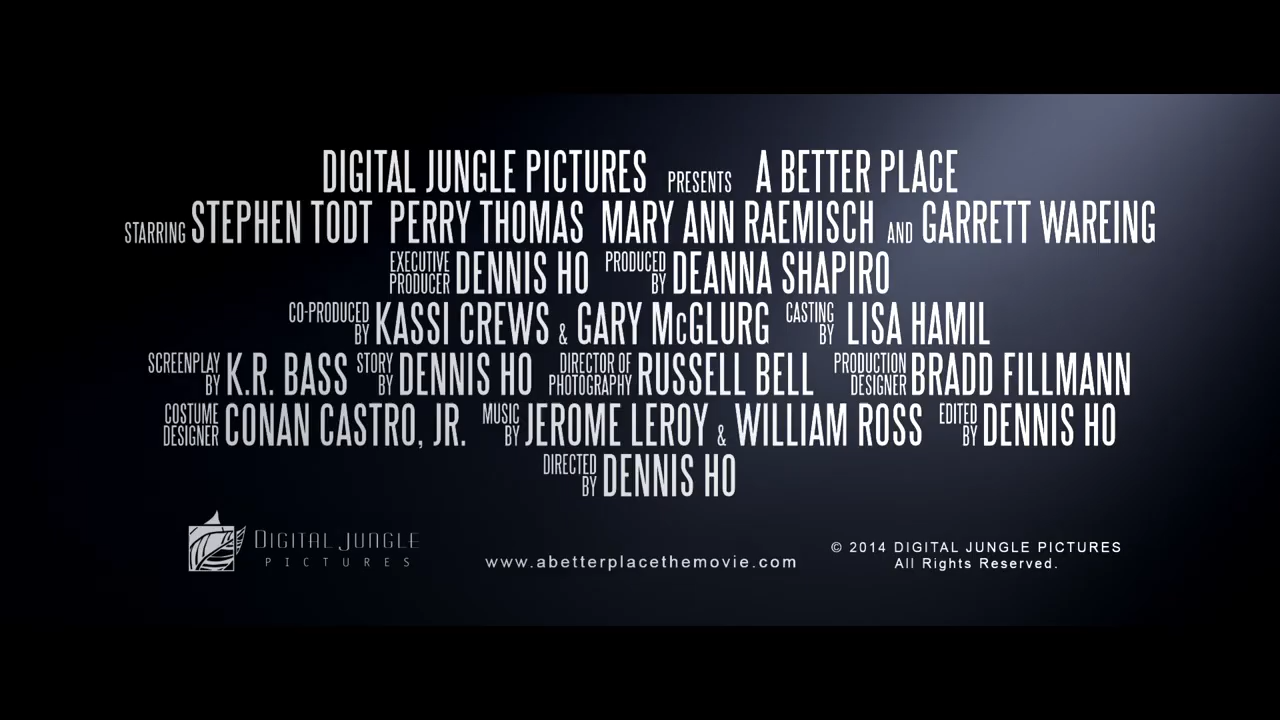 DIGITAL JUNGLE PICTURES PRESENTS A BETTER PLACE
STARRING STEPHEN TODT PERRY THOMAS MARY ANN RAEMISCH AND GARRETT WAREING
EXECUTIVE PRODUCER DENNIS HO PRODUCED BY DEANNA SHAPIRO
CO-PRODUCED BY KASSI CREWS & GARY McGLURG CASTING BY LISA HAMIL
SCREENPLAY BY K.R. BASS STORY BY DENNIS HO DIRECTOR OF PHOTOGRAPHY RUSSELL BELL PRODUCTION DESIGNER BRADD FILLMANN
COSTUME DESIGNER CONAN CASTRO, JR. MUSIC BY JEROME LEROY & WILLIAM ROSS EDITED BY DENNIS HO
DIRECTED BY DENNIS HO
DIGITAL JUNGLE
PICTURES
www.abetterplacethemovie.com
© 2014 DIGITAL JUNGLE PICTURES
All Rights Reserved.